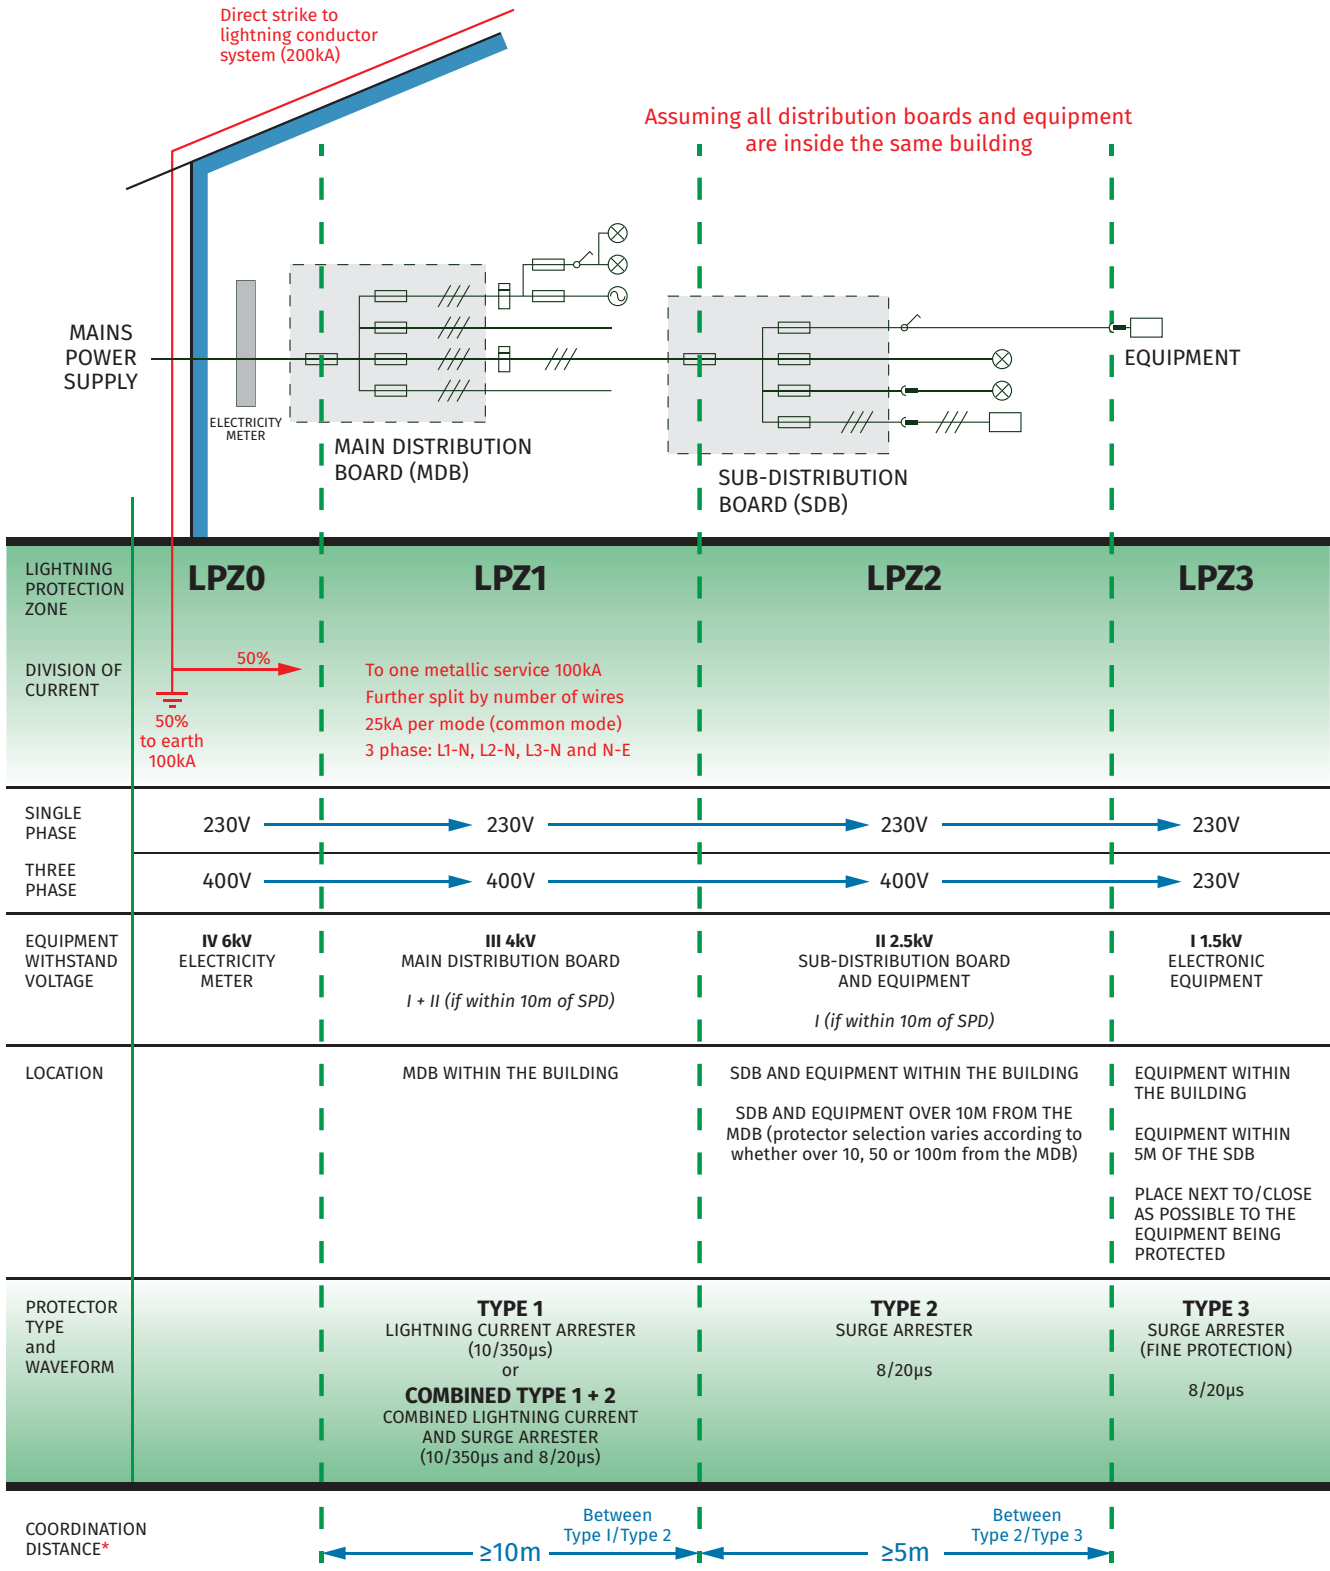 Direct strike to
lightning conductor
system (200kA)
Assuming all distribution boards and equipment
are inside the same building
MAINS
POWER
SUPPLY
ELECTRICITY
METER
MAIN DISTRIBUTION
BOARD (MDB)
SUB-DISTRIBUTION
BOARD (SDB)
EQUIPMENT
LIGHTNING
PROTECTION
ZONE
LPZ0
LPZ1
LPZ2
LPZ3
DIVISION OF
CURRENT
50%
50%
to earth
100kA
To one metallic service 100kA
Further split by number of wires
25kA per mode (common mode)
3 phase: L1-N, L2-N, L3-N and N-E
SINGLE
PHASE
230V
230V
230V
230V
THREE
PHASE
400V
400V
400V
230V
EQUIPMENT
WITHSTAND
VOLTAGE
IV 6kV
ELECTRICITY
METER
III 4kV
MAIN DISTRIBUTION BOARD
I + II (if within 10m of SPD)
II 2.5kV
SUB-DISTRIBUTION BOARD
AND EQUIPMENT
I (if within 10m of SPD)
I 1.5kV
ELECTRONIC
EQUIPMENT
LOCATION
MDB WITHIN THE BUILDING
SDB AND EQUIPMENT WITHIN THE BUILDING
SDB AND EQUIPMENT OVER 10M FROM THE
MDB (protector selection varies according to
whether over 10, 50 or 100m from the MDB)
EQUIPMENT WITHIN
THE BUILDING
EQUIPMENT WITHIN
5M OF THE SDB
PLACE NEXT TO/CLOSE
AS POSSIBLE TO THE
EQUIPMENT BEING
PROTECTED
PROTECTOR
TYPE
and
WAVEFORM
TYPE 1
LIGHTNING CURRENT ARRESTER
(10/350µs)
or
COMBINED TYPE 1 + 2
COMBINED LIGHTNING CURRENT
AND SURGE ARRESTER
(10/350µs and 8/20µs)
TYPE 2
SURGE ARRESTER
8/20µs
TYPE 3
SURGE ARRESTER
(FINE PROTECTION)
8/20µs
COORDINATION
DISTANCE*
≥10m
Between
Type I/Type 2
≥5m
Between
Type 2/Type 3